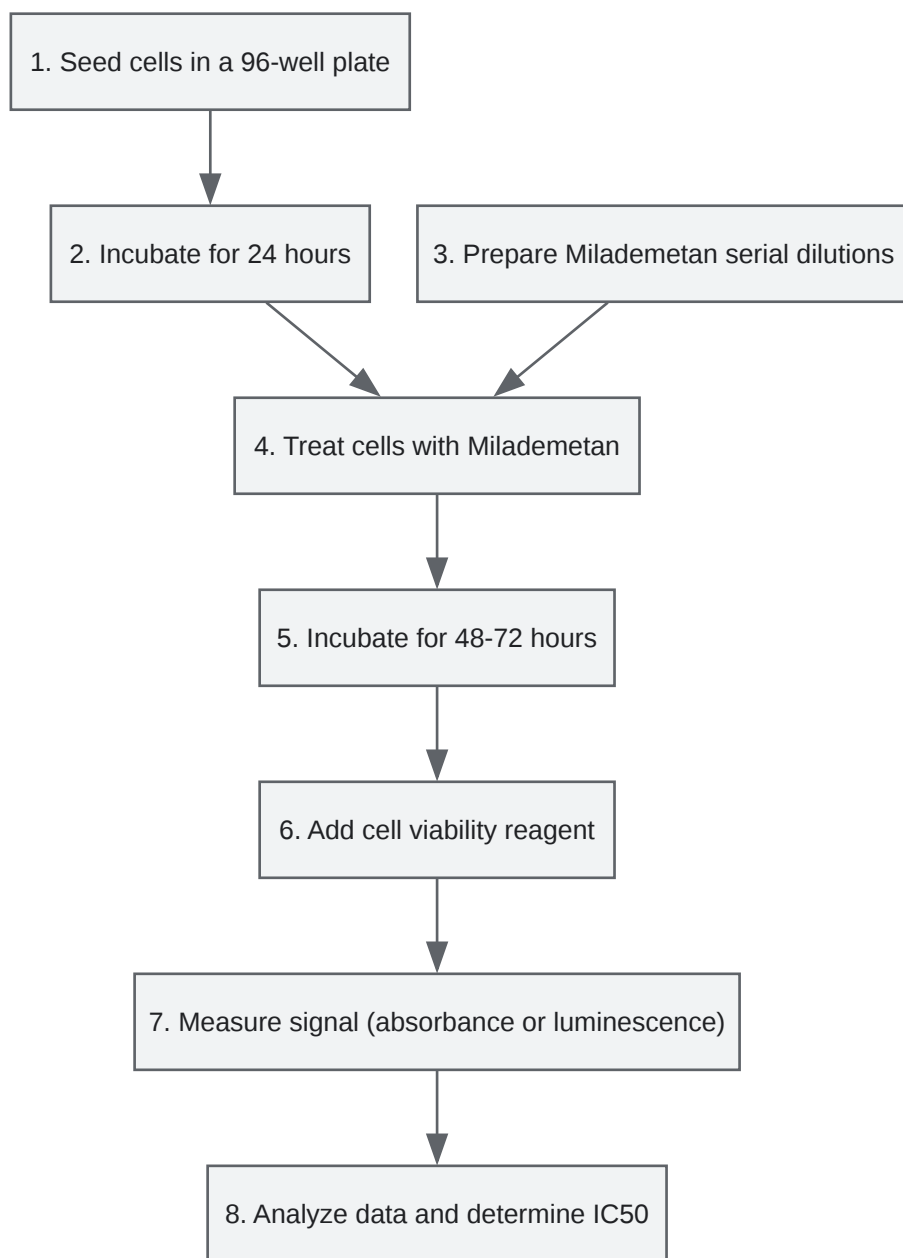 1. Seed cells in a 96-well plate
2. Incubate for 24 hours
3. Prepare Milademetan serial dilutions
4. Treat cells with Milademetan
5. Incubate for 48-72 hours
6. Add cell viability reagent
7. Measure signal (absorbance or luminescence)
8. Analyze data and determine IC50